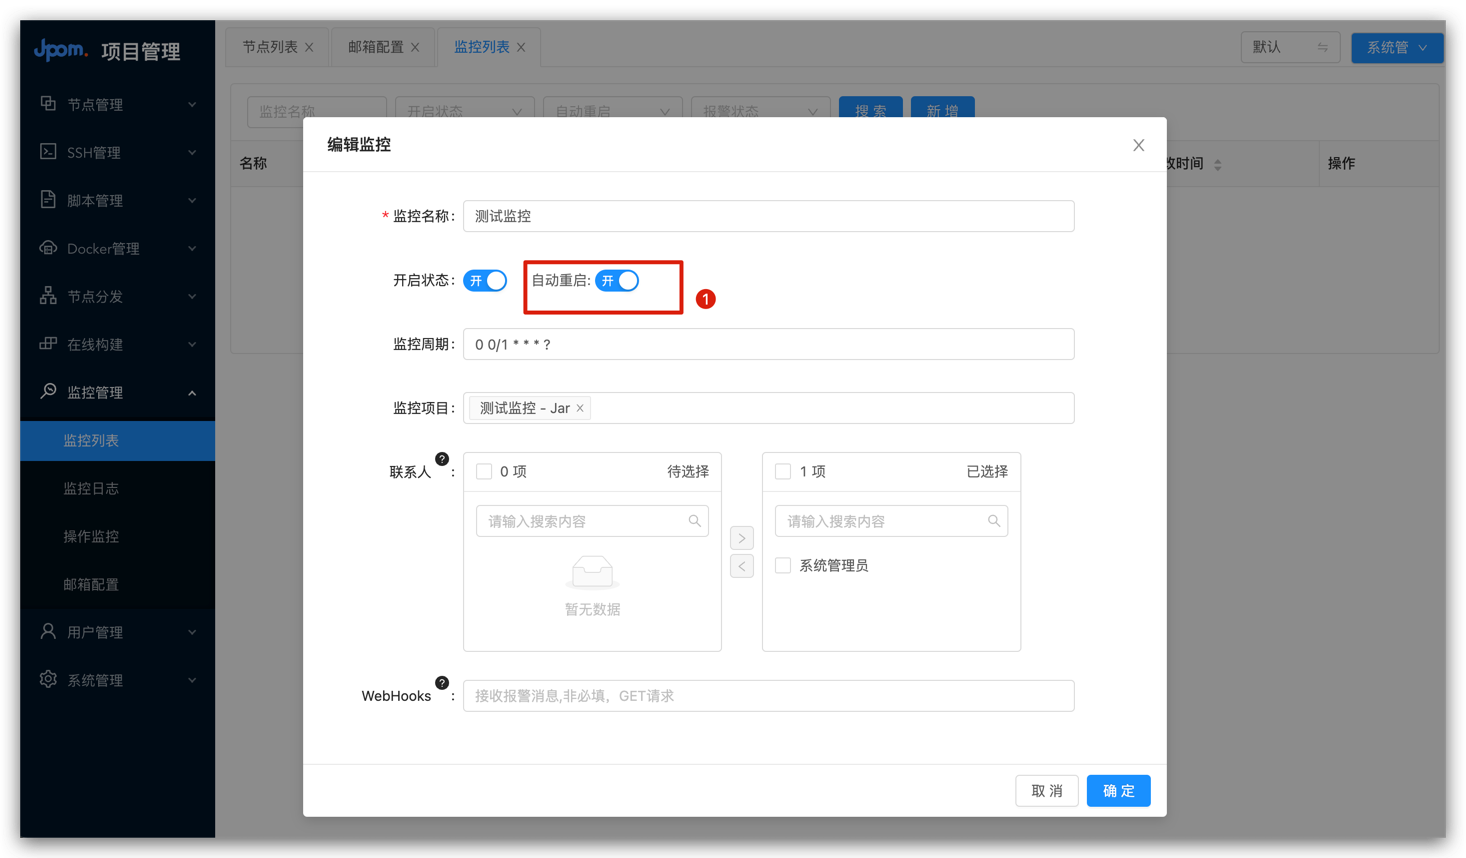 Jpom. 项目管理
节点列表 ×
邮箱配置 ×
监控列表 ×
默认
系统管
节点管理
SSH管理
脚本管理
Docker管理
节点分发
在线构建
监控管理
监控列表
监控日志
操作监控
邮箱配置
用户管理
系统管理
监控名称
开启状态
自动重启
报警状态
搜 索
新 增
名称
改时间
操作
编辑监控
* 监控名称: 测试监控
开启状态: 开 自动重启: 开
1
监控周期: 0 0/1 * * * ?
监控项目: 测试监控 - Jar ×
联系人 ? :
0 项 待选择
请输入搜索内容
暂无数据
1 项 已选择
请输入搜索内容
系统管理员
WebHooks ? : 接收报警消息,非必填，GET请求
取 消
确 定